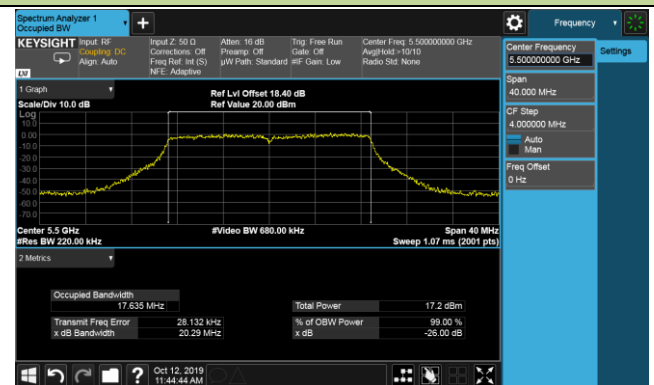 Spectrum Analyzer 1
Occupied BW
Frequency
KEYSIGHT
Input: RF
Coupling: DC
Align: Auto
Input Z: 50 Ω
Corrections: Off
Freq Ref: Int (S)
NFE: Adaptive
Atten: 16 dB
Preamp: Off
µW Path: Standard
Trig: Free Run
Gate: Off
#IF Gain: Low
Center Freq: 5.500000000 GHz
Avg|Hold:>10/10
Radio Std: None
LXI
Center Frequency
5.500000000 GHz
Settings
Span
40.000 MHz
CF Step
4.000000 MHz
Auto
Man
Freq Offset
0 Hz
1 Graph
Scale/Div 10.0 dB
Ref Lvl Offset 18.40 dB
Ref Value 20.00 dBm
Log
10.0
0.00
-10.0
-20.0
-30.0
-40.0
-50.0
-60.0
-70.0
Center 5.5 GHz
#Res BW 220.00 kHz
#Video BW 680.00 kHz
Span 40 MHz
Sweep 1.07 ms (2001 pts)
2 Metrics
Occupied Bandwidth
17.635 MHz
Total Power 17.2 dBm
Transmit Freq Error 28.132 kHz
% of OBW Power 99.00 %
x dB Bandwidth 20.29 MHz
x dB -26.00 dB
?
Oct 12, 2019
11:44:44 AM